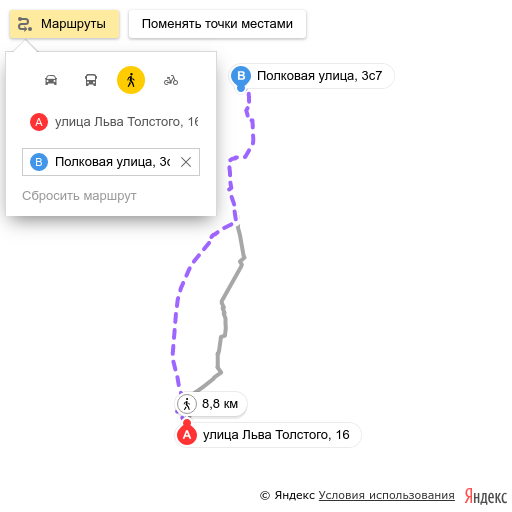 Маршруты
Поменять точки местами
A улица Льва Толстого, 16
B Полковая улица, 3с
Сбросить маршрут
B Полковая улица, 3с7
8,8 км
A улица Льва Толстого, 16
© Яндекс Условия использования Яндекс